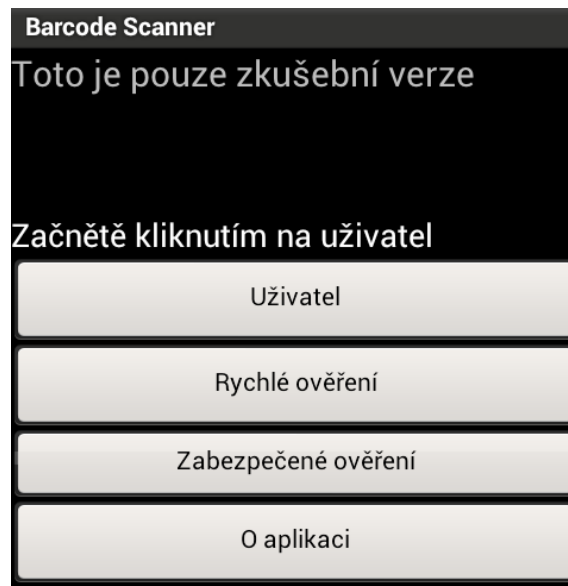 Barcode Scanner
Toto je pouze zkušební verze
Začnětě kliknutím na uživatel
Uživatel
Rychlé ověření
Zabezpečené ověření
O aplikaci